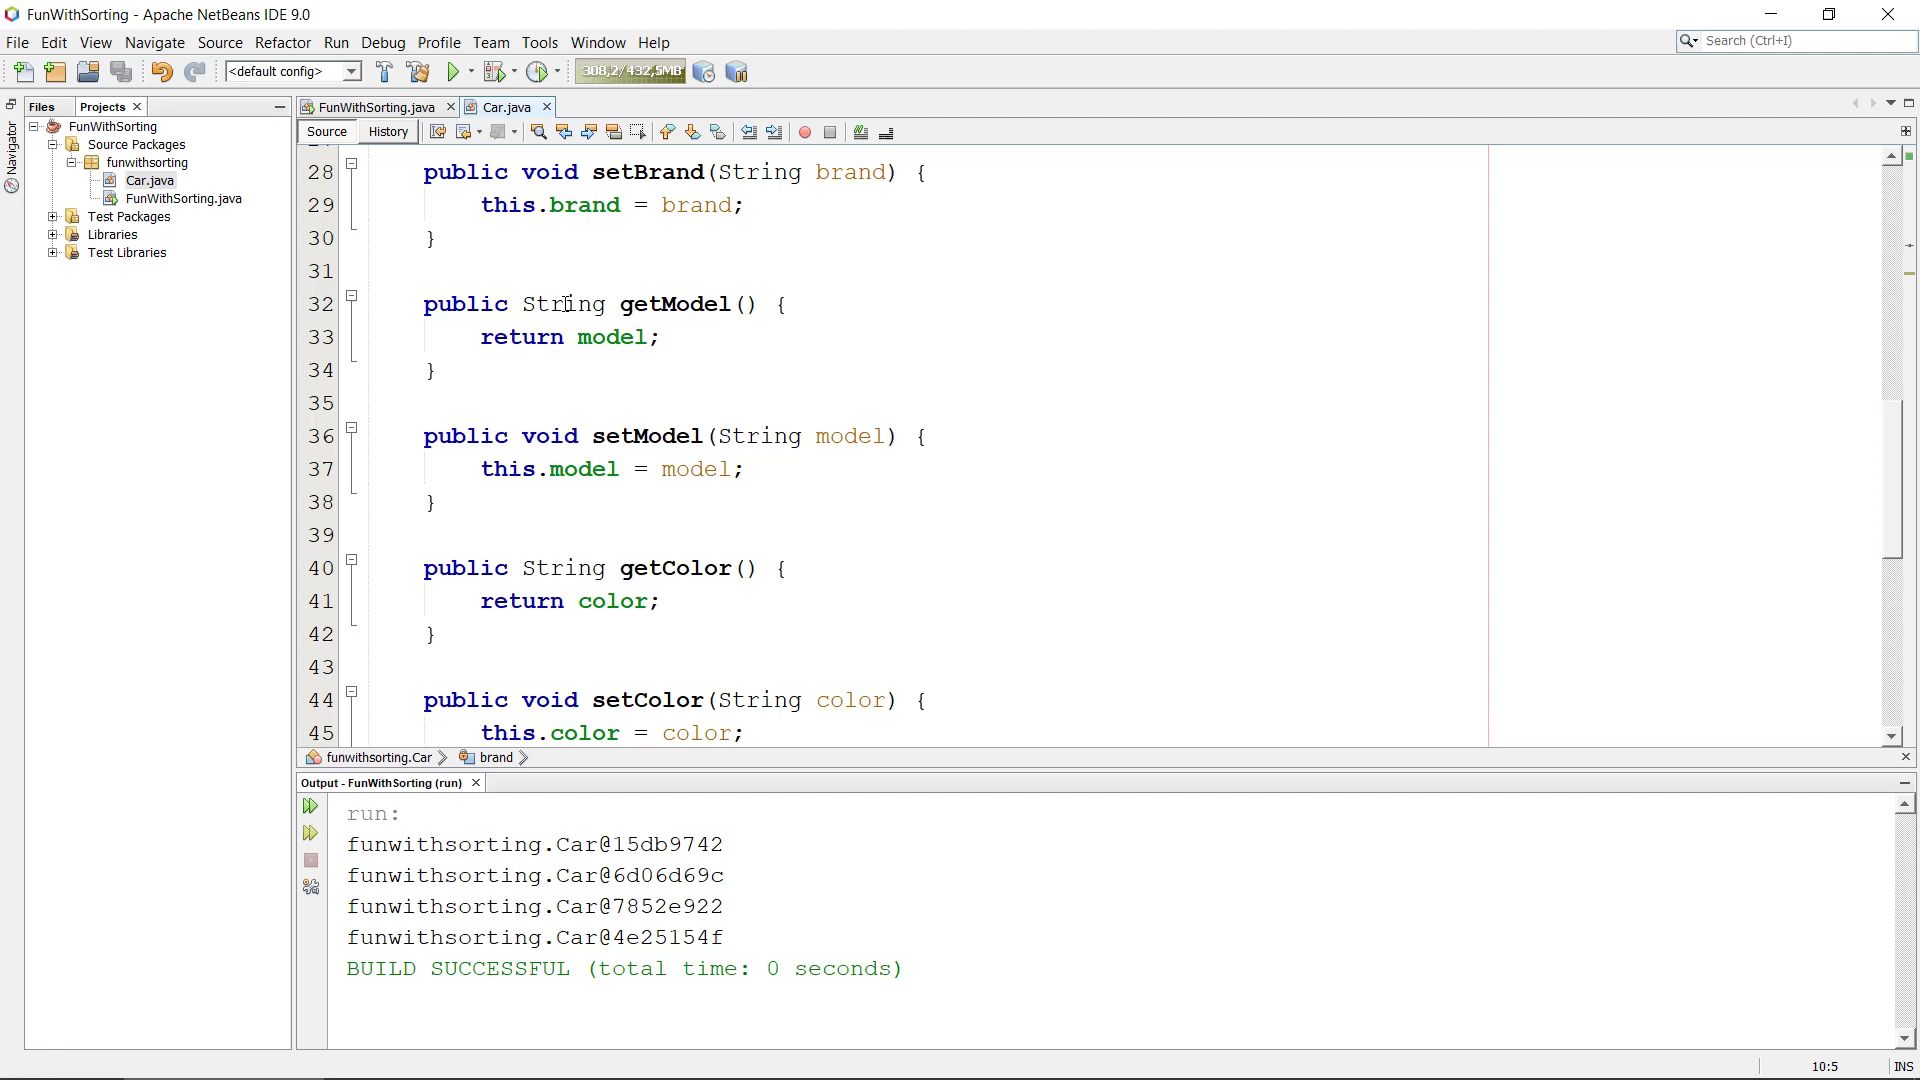 FunWithSorting - Apache NetBeans IDE 9.0
File Edit View Navigate Source Refactor Run Debug Profile Team Tools Window Help
Search (Ctrl+I)
<default config>
308,2/432,5MB
Files Projects
FunWithSorting.java Car.java
Navigator
FunWithSorting
Source Packages
funwithsorting
Car.java
FunWithSorting.java
Test Packages
Libraries
Test Libraries
Source History
28 public void setBrand(String brand) {
29 this.brand = brand;
30 }
31
32 public String getModel() {
33 return model;
34 }
35
36 public void setModel(String model) {
37 this.model = model;
38 }
39
40 public String getColor() {
41 return color;
42 }
43
44 public void setColor(String color) {
45 this.color = color;
funwithsorting.Car brand
Output - FunWithSorting (run)
run:
funwithsorting.Car@15db9742
funwithsorting.Car@6d06d69c
funwithsorting.Car@7852e922
funwithsorting.Car@4e25154f
BUILD SUCCESSFUL (total time: 0 seconds)
10:5 INS